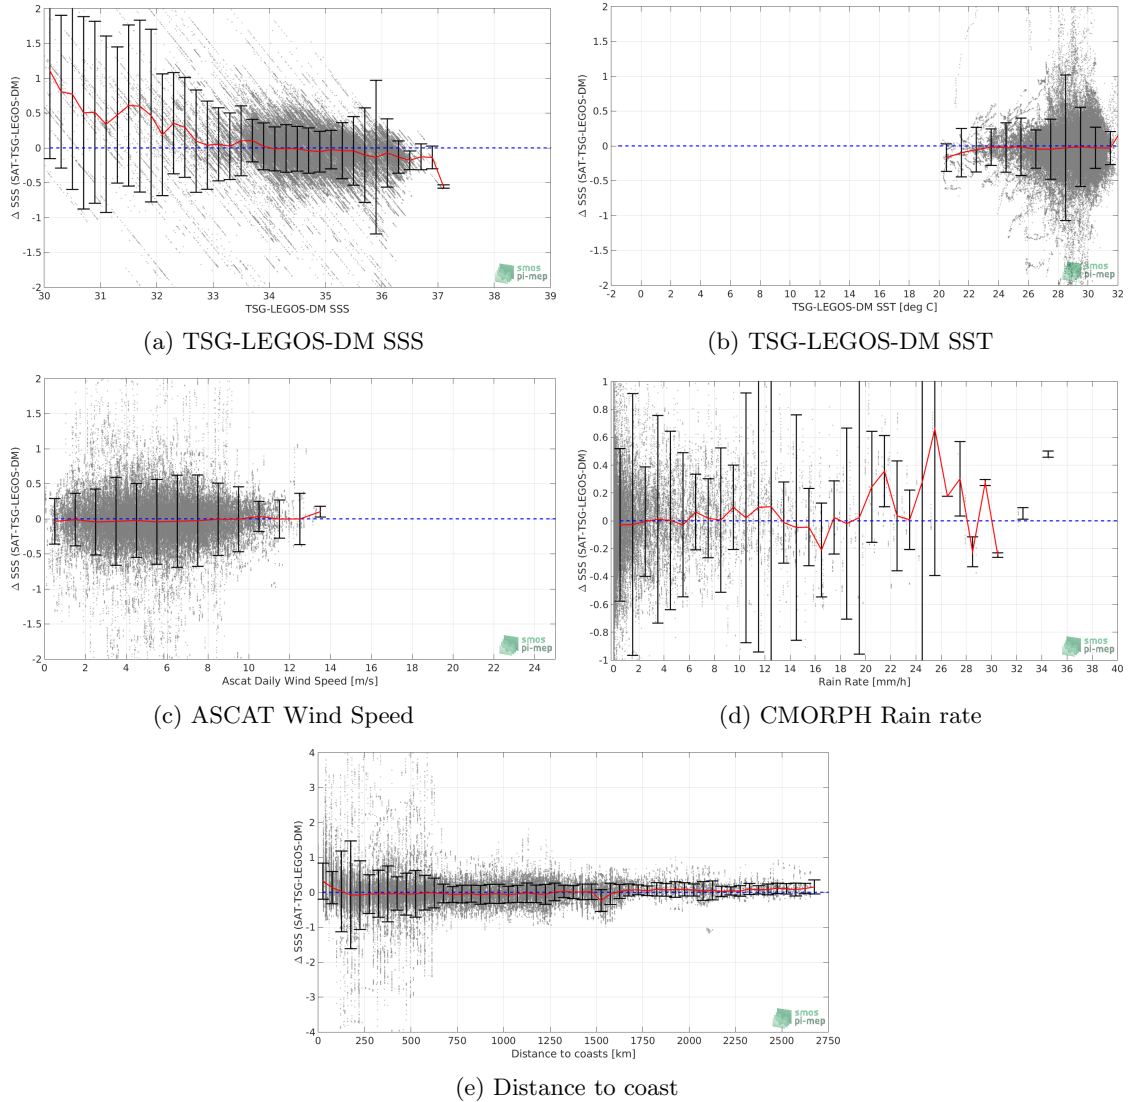 2
1.5
1
0.5
0
-0.5
-1
-1.5
-2
Δ SSS (SAT-TSG-LEGOS-DM)
30 31 32 33 34 35 36 37 38 39
TSG-LEGOS-DM SSS
smos
pi-mep
(a) TSG-LEGOS-DM SSS
2
1.5
1
0.5
0
-0.5
-1
-1.5
-2
Δ SSS (SAT-TSG-LEGOS-DM)
-2 0 2 4 6 8 10 12 14 16 18 20 22 24 26 28 30 32
TSG-LEGOS-DM SST [deg C]
smos
pi-mep
(b) TSG-LEGOS-DM SST
2
1.5
1
0.5
0
-0.5
-1
-1.5
-2
Δ SSS (SAT-TSG-LEGOS-DM)
0 2 4 6 8 10 12 14 16 18 20 22 24
Ascat Daily Wind Speed [m/s]
smos
pi-mep
(c) ASCAT Wind Speed
1
0.8
0.6
0.4
0.2
0
-0.2
-0.4
-0.6
-0.8
-1
Δ SSS (SAT-TSG-LEGOS-DM)
0 2 4 6 8 10 12 14 16 18 20 22 24 26 28 30 32 34 36 38 40
Rain Rate [mm/h]
smos
pi-mep
(d) CMORPH Rain rate
4
3
2
1
0
-1
-2
-3
-4
Δ SSS (SAT-TSG-LEGOS-DM)
0 250 500 750 1000 1250 1500 1750 2000 2250 2500 2750
Distance to coasts [km]
smos
pi-mep
(e) Distance to coast